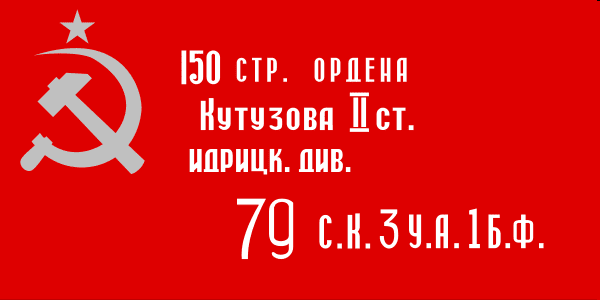 150 СТР. ОРДЕНА
КУТУЗОВА II СТ.
ИДРИЦК. ДИВ.
79 С.К. 3 У.А. 1 Б.Ф.